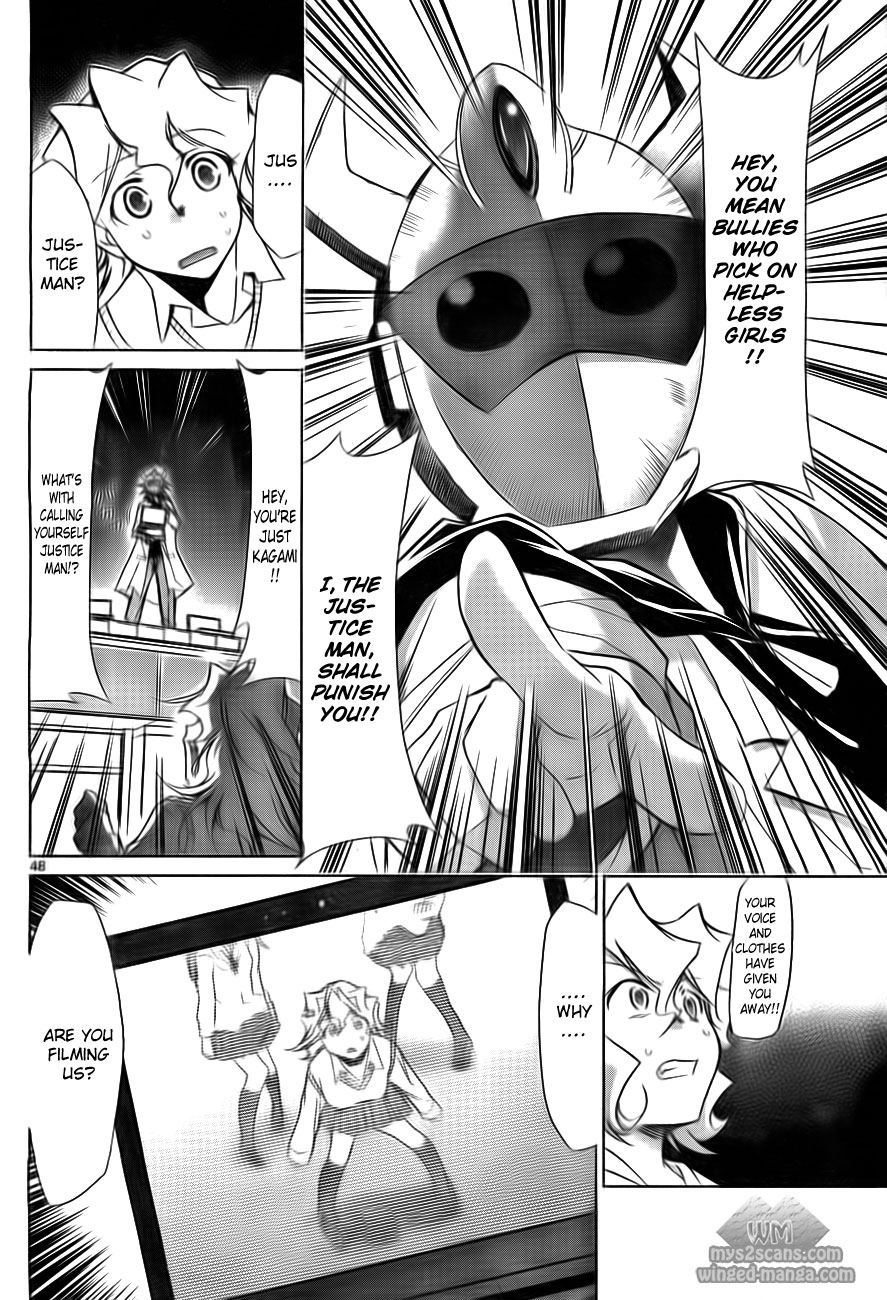 HEY,
YOU
MEAN
BULLIES
WHO
PICK ON
HELP-
LESS
GIRLS
!!
I, THE
JUS-
TICE
MAN,
SHALL
PUNISH
YOU!!
JUS
....
JUS-
TICE
MAN?
HEY,
YOU'RE
JUST
KAGAMI
!!
WHAT'S
WITH
CALLING
YOURSELF
JUSTICE
MAN!?
48
YOUR
VOICE
AND
CLOTHES
HAVE
GIVEN
YOU
AWAY!!
....
WHY
....
ARE YOU
FILMING
US?
WM
mys2scans.com
winged-manga.com